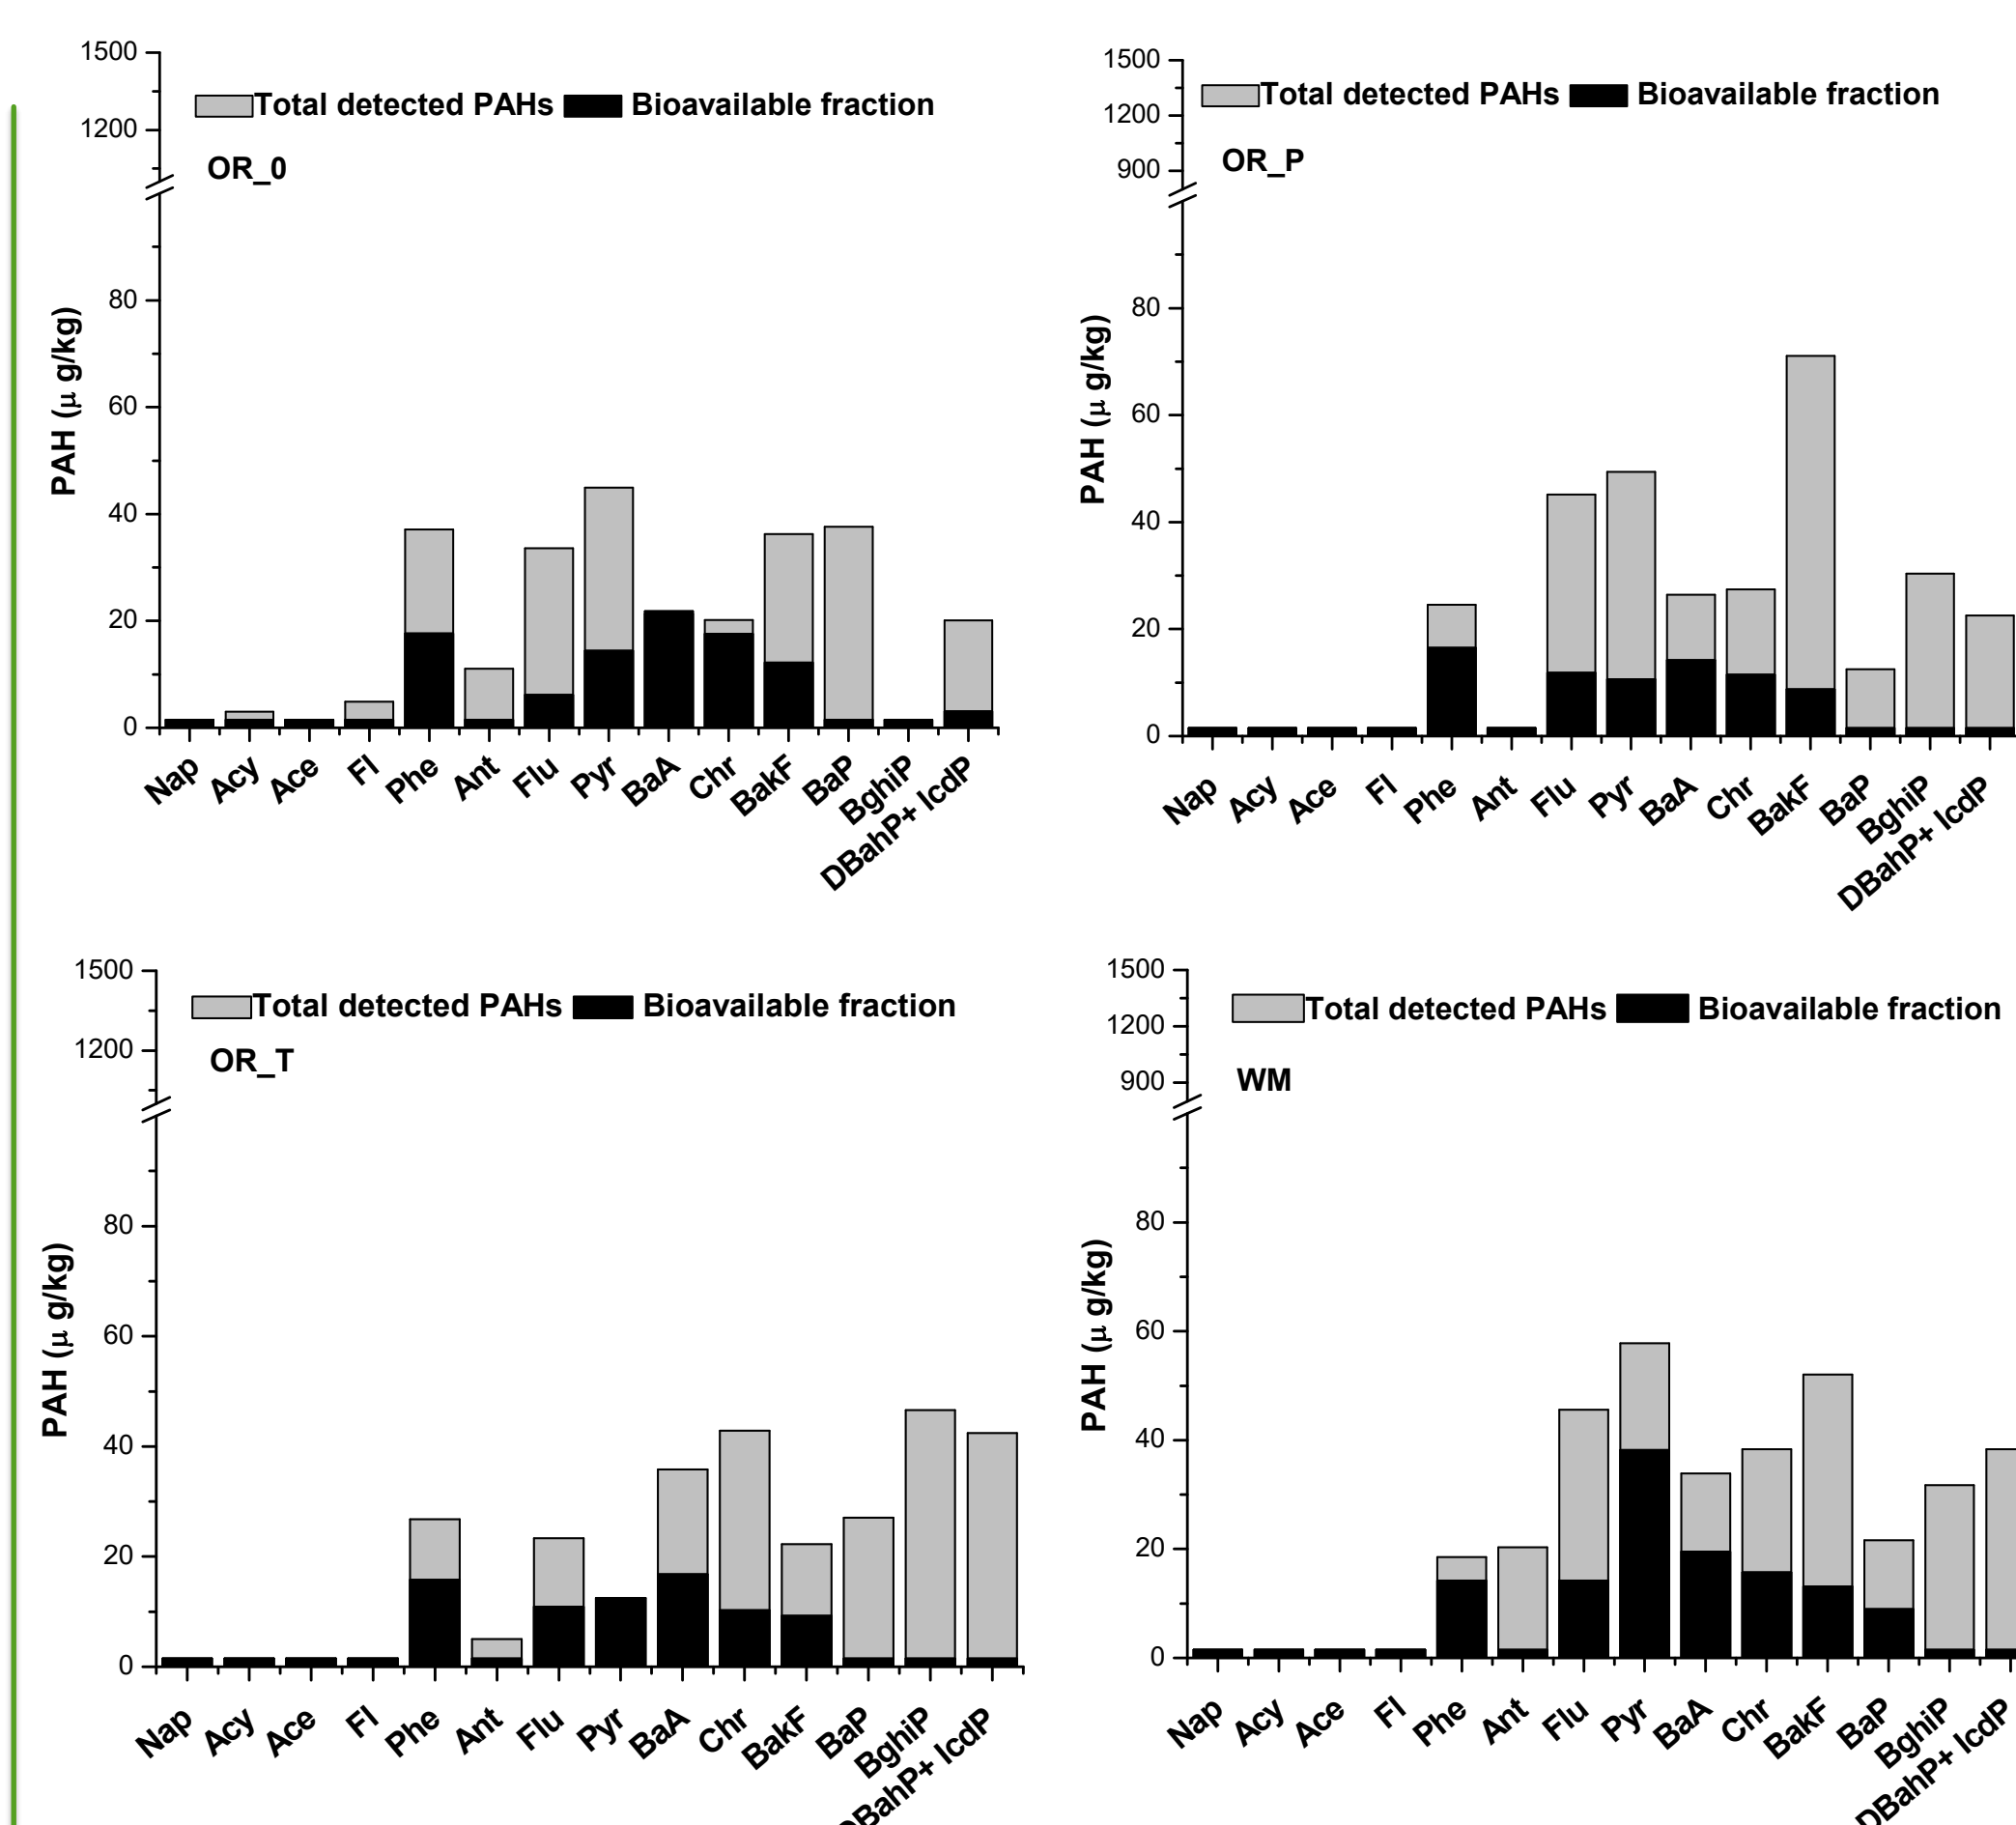 1500
1200
80
60
40
20
0
PAH (μ g/kg)
Total detected PAHs Bioavailable fraction
OR_0
Nap Acy Ace Fl Phe Ant Flu Pyr BaA Chr BakF BaP BghiP DBahP+ IcdP
1500
1200
900
80
60
40
20
0
PAH (μ g/kg)
Total detected PAHs Bioavailable fraction
OR_P
Nap Acy Ace Fl Phe Ant Flu Pyr BaA Chr BakF BaP BghiP DBahP+ IcdP
1500
1200
80
60
40
20
0
PAH (μ g/kg)
Total detected PAHs Bioavailable fraction
OR_T
Nap Acy Ace Fl Phe Ant Flu Pyr BaA Chr BakF BaP BghiP DBahP+ IcdP
1500
1200
900
80
60
40
20
0
PAH (μ g/kg)
Total detected PAHs Bioavailable fraction
WM
Nap Acy Ace Fl Phe Ant Flu Pyr BaA Chr BakF BaP BghiP DBahP+ IcdP